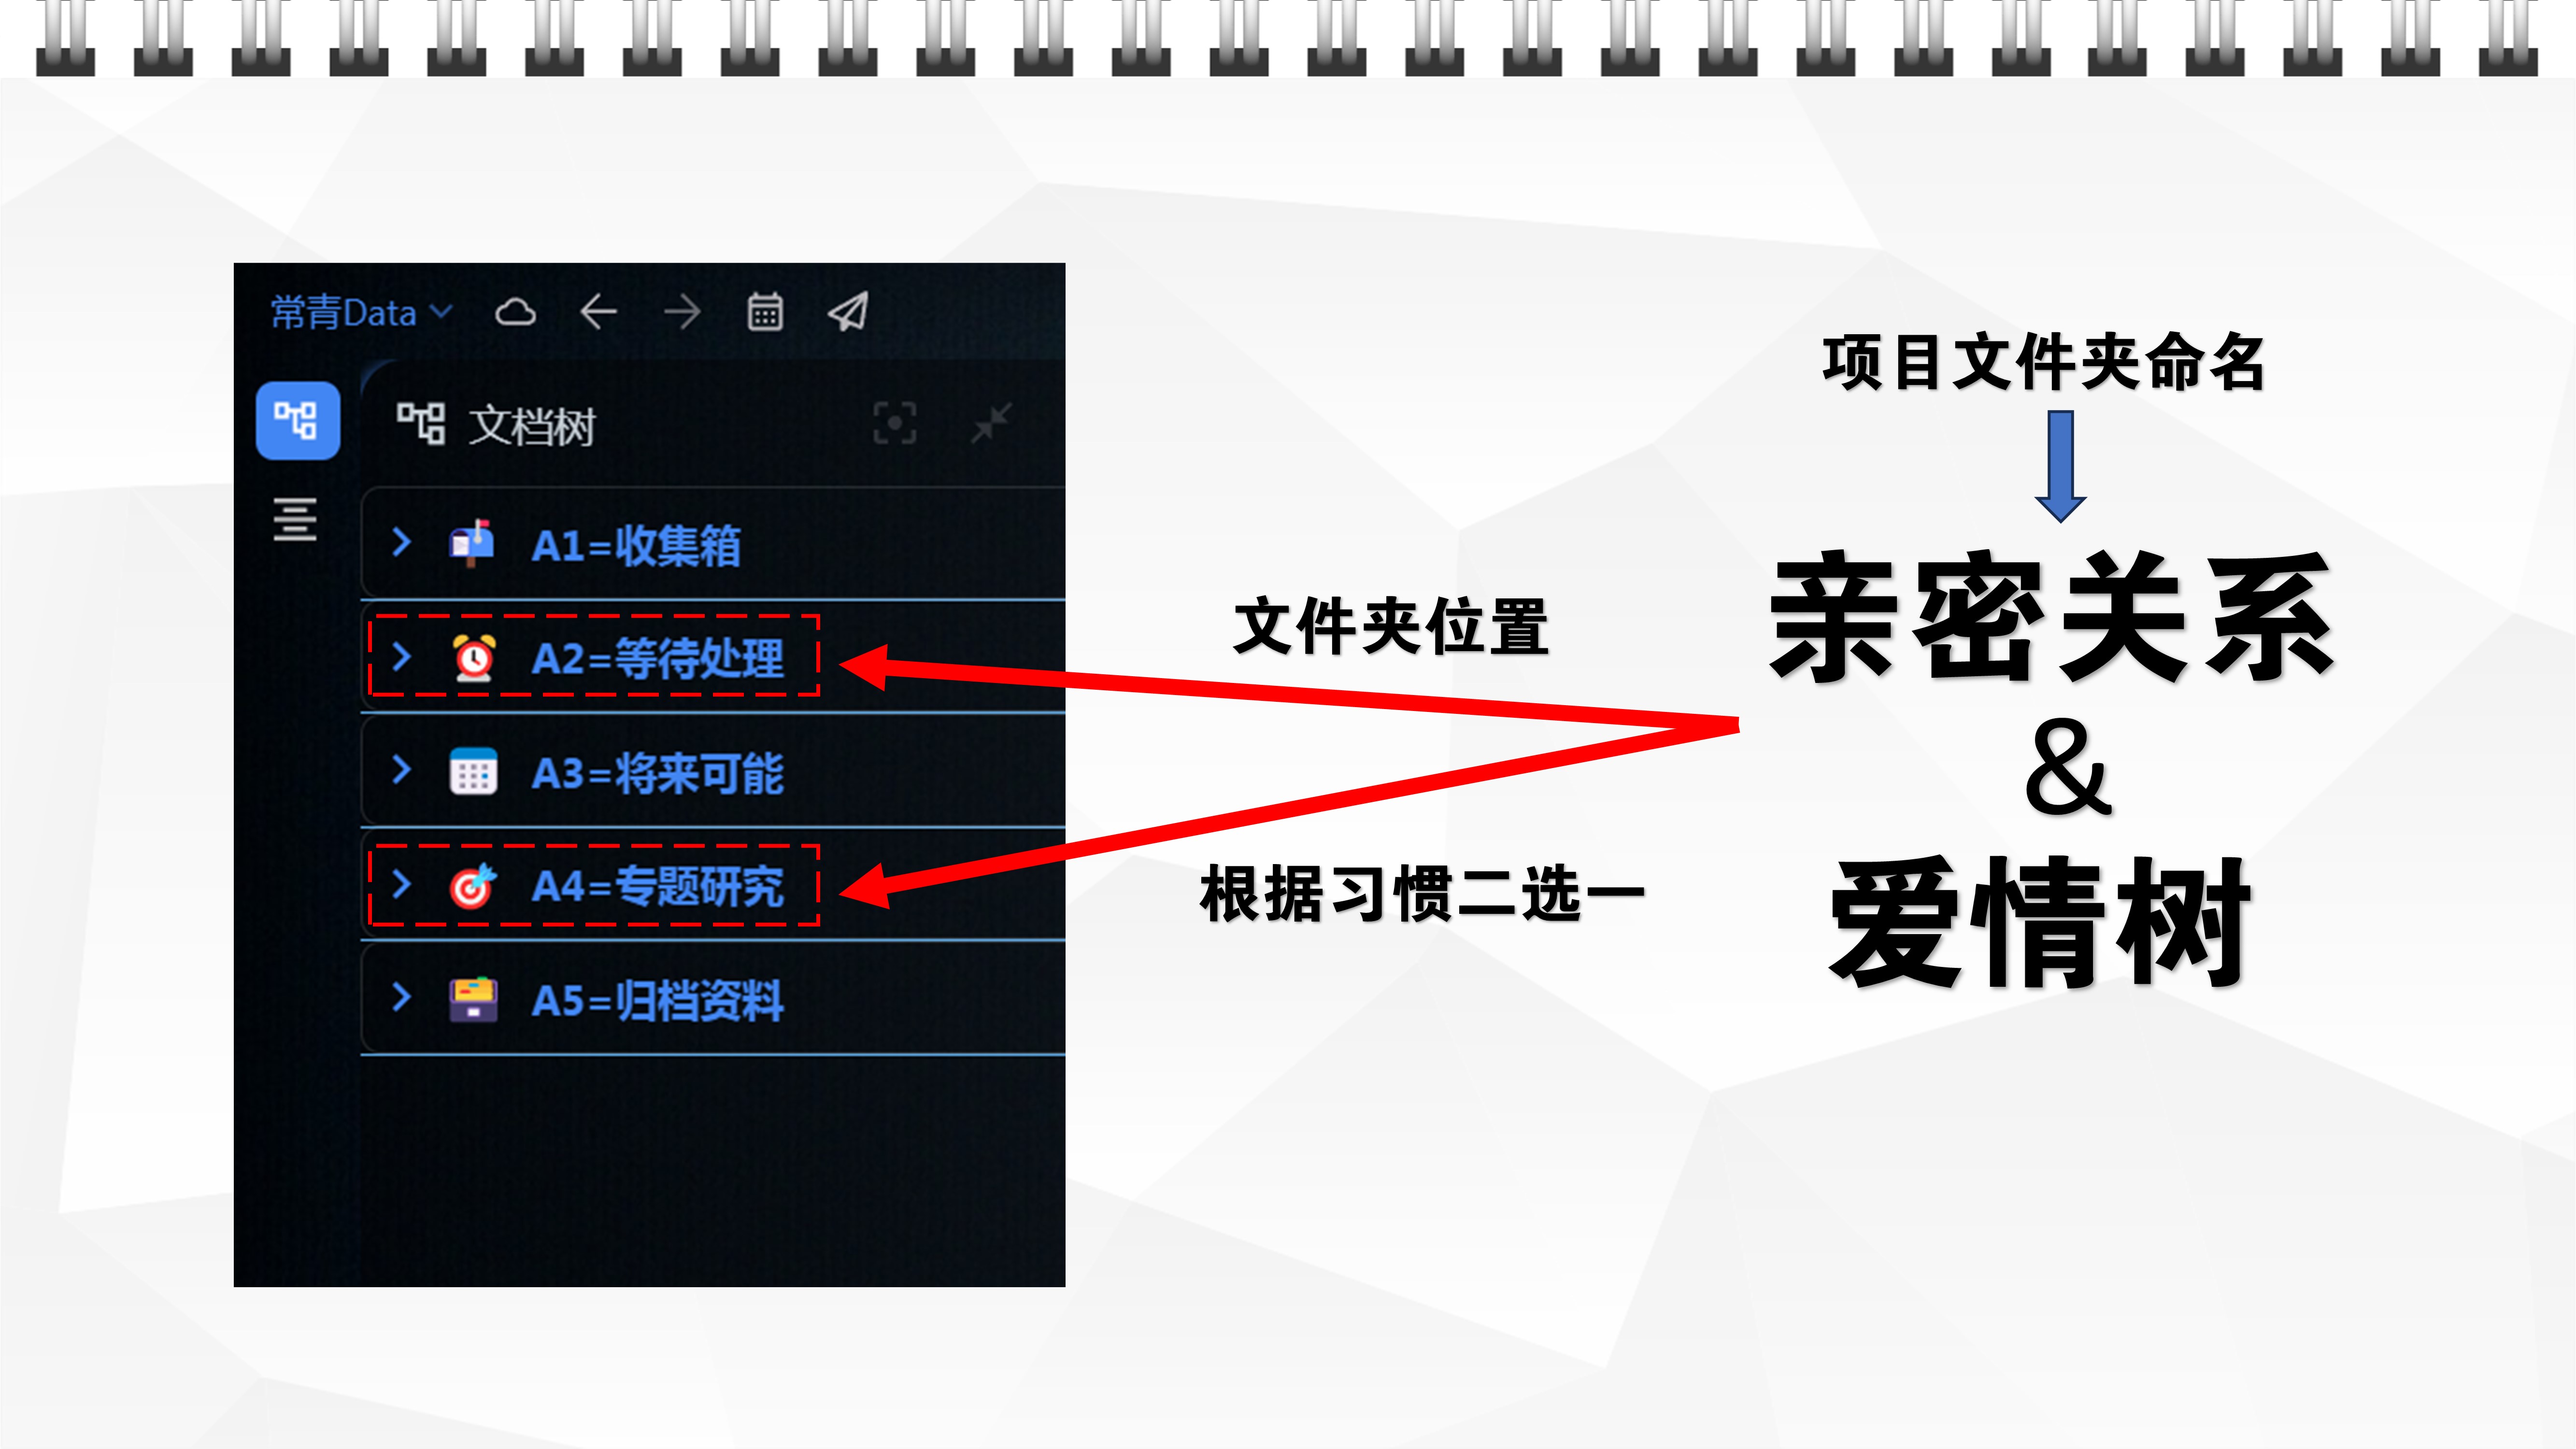 常青Data
文档树
A1=收集箱
A2=等待处理
A3=将来可能
A4=专题研究
A5=归档资料
文件夹位置
根据习惯二选一
项目文件夹命名
亲密关系
&
爱情树